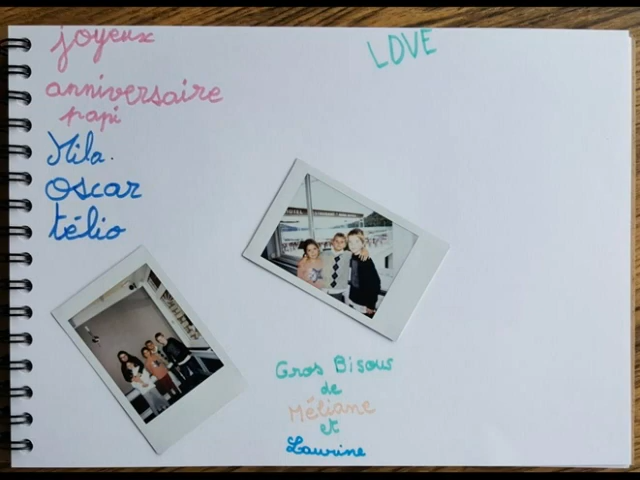 joyeux
anniversaire
papi
Mila.
Oscar
télio
LOVE
Gros Bisous
de
Méliane
et
Laurine